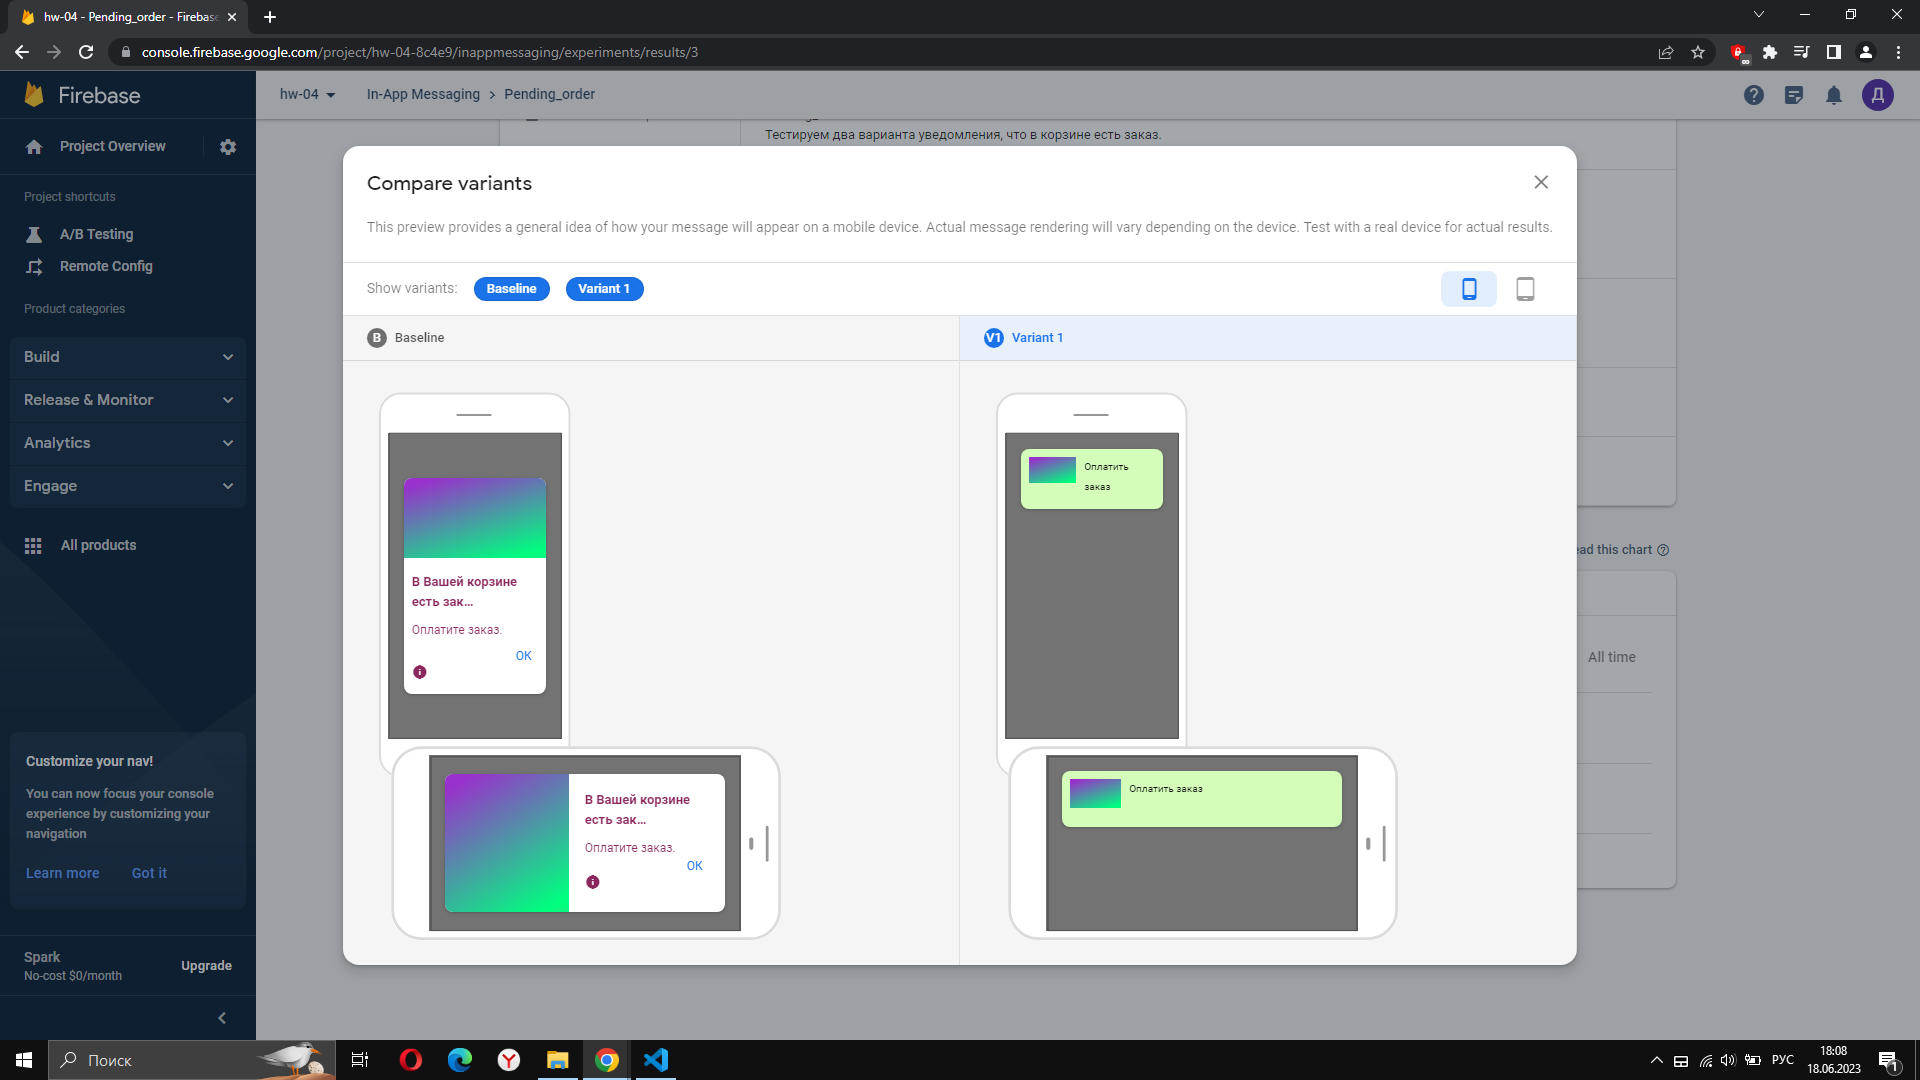 hw-04 - Pending_order - Firebase
console.firebase.google.com/project/hw-04-8c4e9/inappmessaging/experiments/results/3
Firebase
hw-04
In-App Messaging > Pending_order
Д
Project Overview
Project shortcuts
A/B Testing
Remote Config
Product categories
Build
Release & Monitor
Analytics
Engage
All products
Customize your nav!
You can now focus your console
experience by customizing your
navigation
Learn more
Got it
Spark
No-cost $0/month
Upgrade
Тестируем два варианта уведомления, что в корзине есть заказ.
Compare variants
This preview provides a general idea of how your message will appear on a mobile device. Actual message rendering will vary depending on the device. Test with a real device for actual results.
Show variants:
Baseline
Variant 1
B Baseline
V1 Variant 1
В Вашей корзине
есть зак...
Оплатите заказ.
ОК
В Вашей корзине
есть зак...
Оплатите заказ.
ОК
Оплатить
заказ
Оплатить заказ
ead this chart
All time
Поиск
РУС
18:08
18.06.2023
1